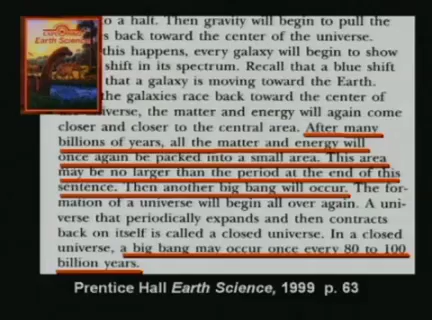 Earth Science
to a halt. Then gravity will begin to pull the
s back toward the center of the universe.
this happens, every galaxy will begin to show
shift in its spectrum. Recall that a blue shift
that a galaxy is moving toward the Earth.
the galaxies race back toward the center of
universe, the matter and energy will again come
closer and closer to the central area. After many
billions of years, all the matter and energy will
once again be packed into a small area. This area
may be no larger than the period at the end of this
sentence. Then another big bang will occur. The for-
mation of a universe will begin all over again. A uni-
verse that periodically expands and then contracts
back on itself is called a closed universe. In a closed
universe, a big bang may occur once every 80 to 100
billion years.
Prentice Hall Earth Science, 1999 p. 63